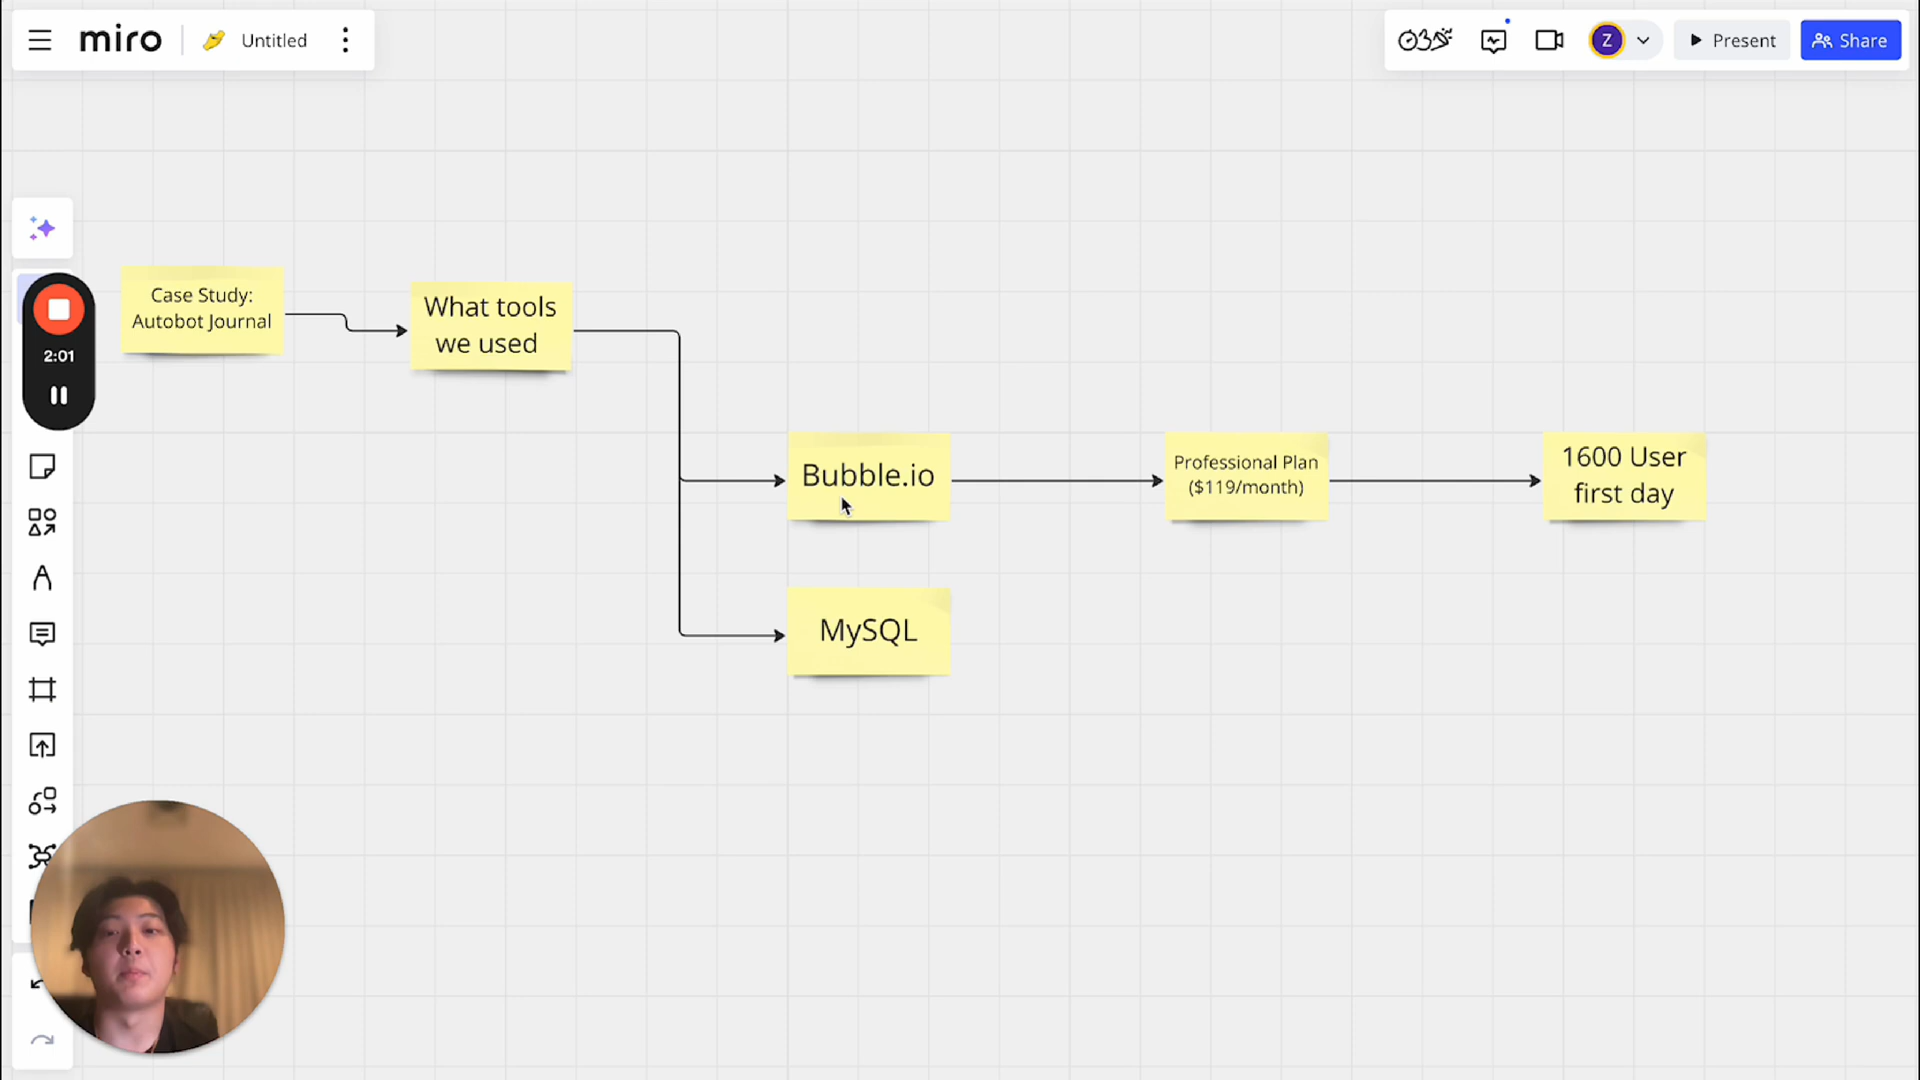 miro
Untitled
Z
Present
Share
Case Study:
Autobot Journal
What tools
we used
2:01
Bubble.io
Professional Plan
($119/month)
1600 User
first day
MySQL